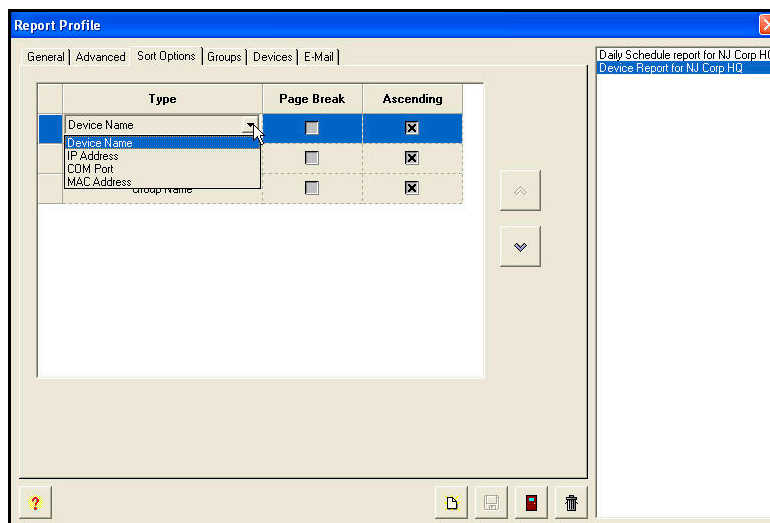 Report Profile
General
Advanced
Sort Options
Groups
Devices
E-Mail
Type
Page Break
Ascending
Device Name
Device Name
IP Address
COM Port
MAC Address
Group Name
Daily Schedule report for NJ Corp HQ
Device Report for NJ Corp HQ
?